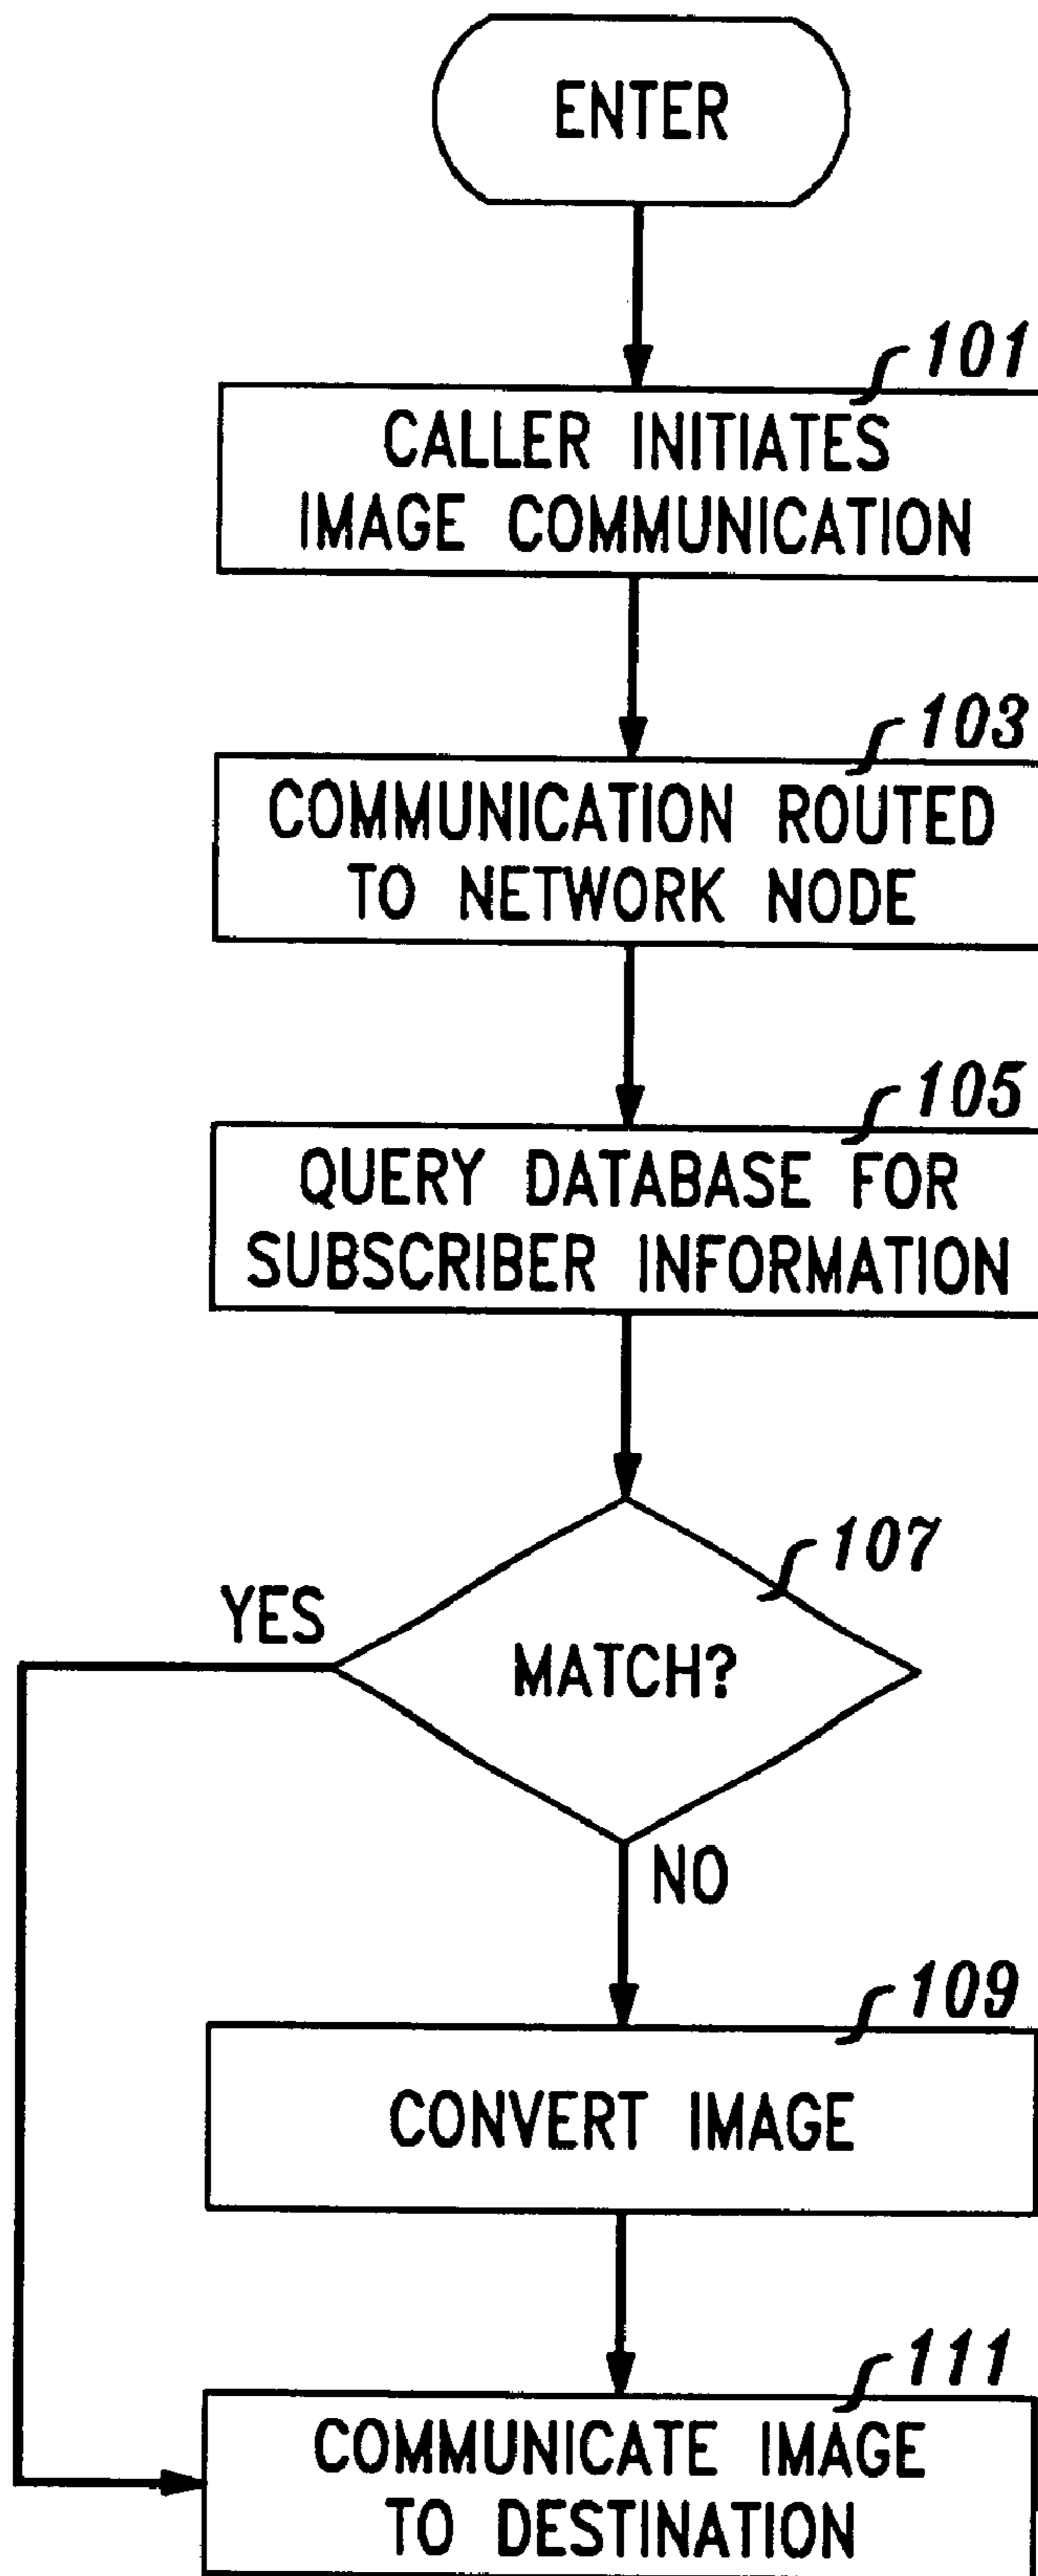 ENTER
101
CALLER INITIATES
IMAGE COMMUNICATION
103
COMMUNICATION ROUTED
TO NETWORK NODE
105
QUERY DATABASE FOR
SUBSCRIBER INFORMATION
107
YES
MATCH?
NO
109
CONVERT IMAGE
111
COMMUNICATE IMAGE
TO DESTINATION